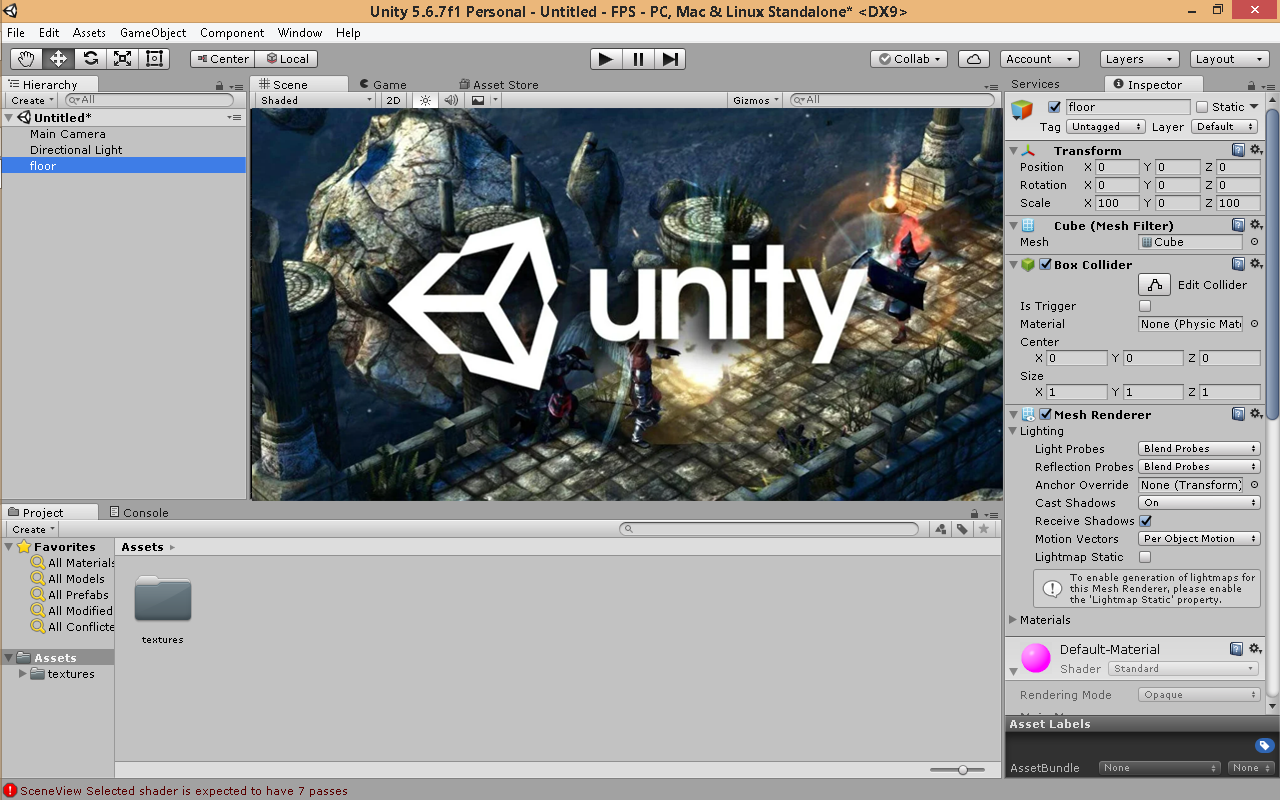 Unity 5.6.7f1 Personal - Untitled - FPS - PC, Mac & Linux Standalone* <DX9>
File Edit Assets GameObject Component Window Help
Center Local
Collab Account Layers Layout
Hierarchy
Create All
Untitled*
Main Camera
Directional Light
floor
Scene Game Asset Store
Shaded 2D Gizmos All
unity
Services Inspector
floor Static
Tag Untagged Layer Default
Transform
Position X 0 Y 0 Z 0
Rotation X 0 Y 0 Z 0
Scale X 100 Y 0 Z 100
Cube (Mesh Filter)
Mesh Cube
Box Collider
Edit Collider
Is Trigger
Material None (Physic Mat
Center
X 0 Y 0 Z 0
Size
X 1 Y 1 Z 1
Mesh Renderer
Lighting
Light Probes Blend Probes
Reflection Probes Blend Probes
Anchor Override None (Transform)
Cast Shadows On
Receive Shadows
Motion Vectors Per Object Motion
Lightmap Static
To enable generation of lightmaps for
this Mesh Renderer, please enable
the 'Lightmap Static' property.
Materials
Default-Material
Shader Standard
Rendering Mode Opaque
Asset Labels
AssetBundle None None
Project Console
Create
Favorites
All Materials
All Models
All Prefabs
All Modified
All Conflicte
Assets
textures
Assets
textures
SceneView Selected shader is expected to have 7 passes